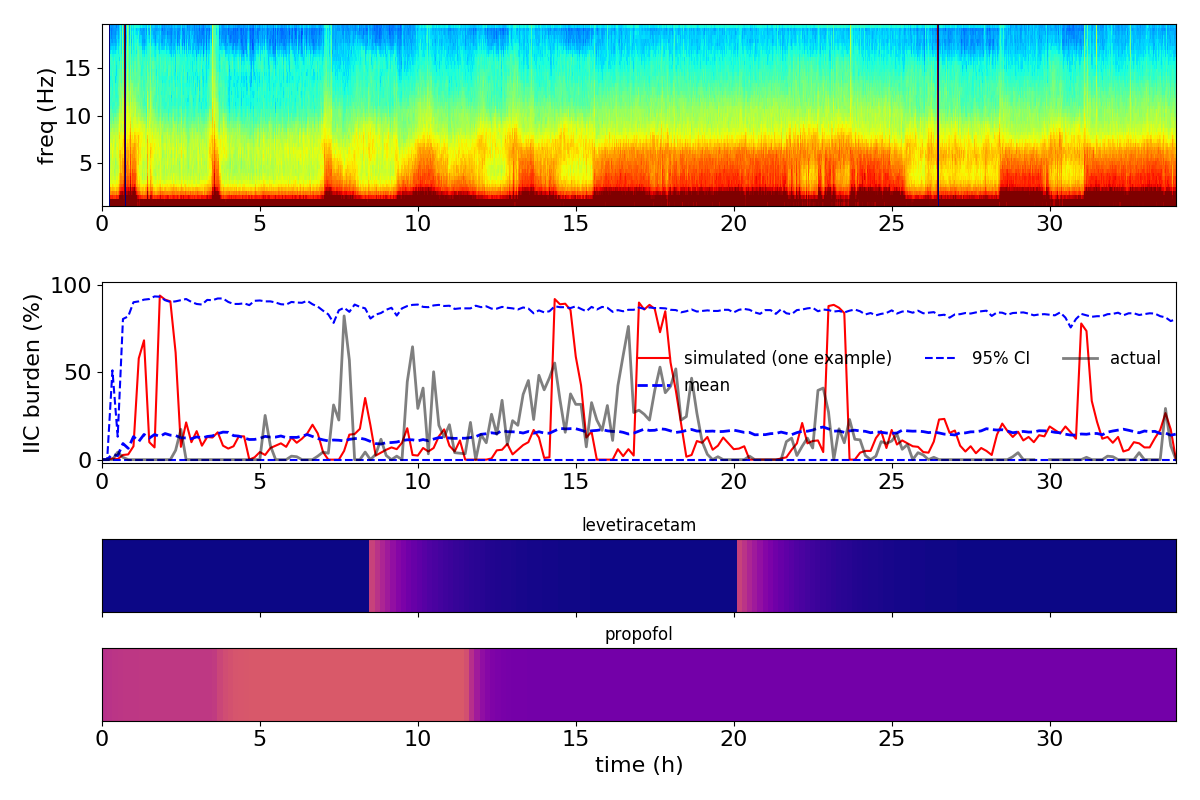 freq (Hz)
15
10
5
0 5 10 15 20 25 30
IIC burden (%)
100
50
0
simulated (one example) 95% CI actual
mean
0 5 10 15 20 25 30
levetiracetam
propofol
0 5 10 15 20 25 30
time (h)